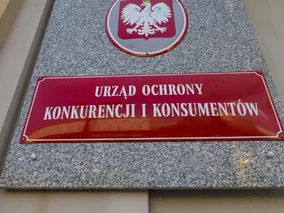 URZĄD OCHRONY
KONKURENCJI I KONSUMENTÓW